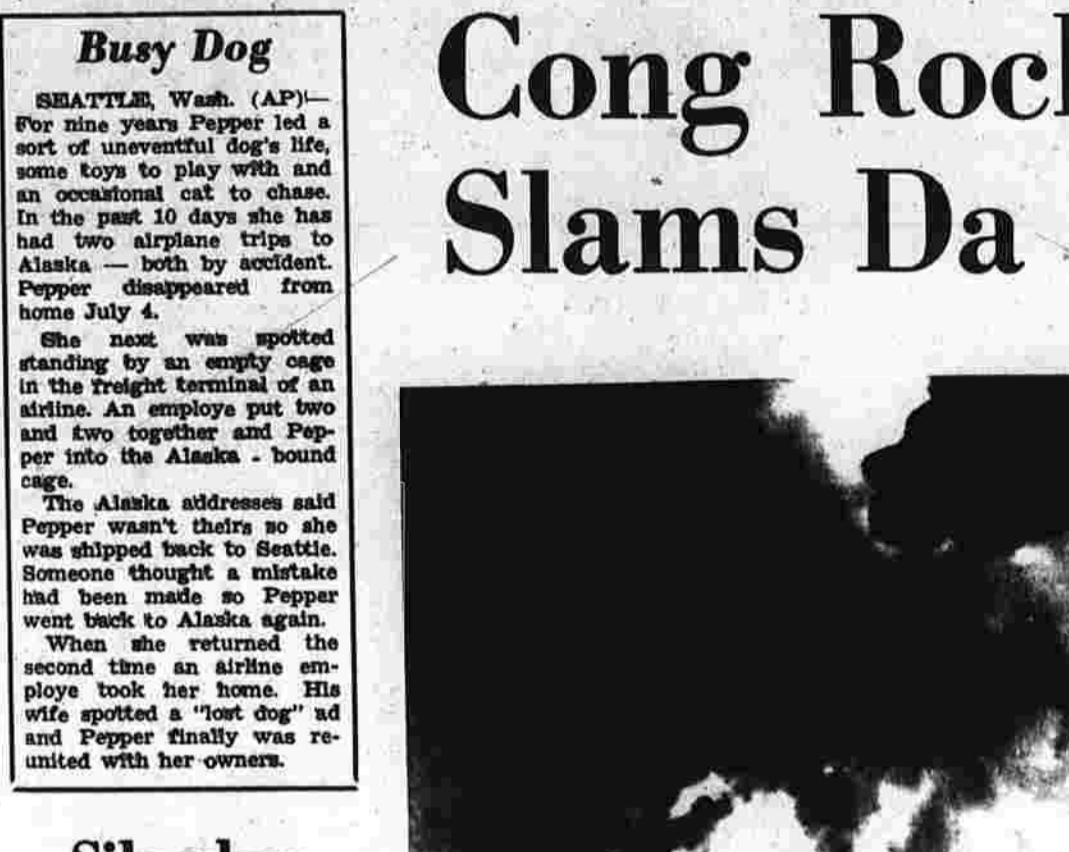 Busy Dog
SEATTLE, Wash. (AP)—
For nine years Pepper led a
sort of uneventful dog's life,
some toys to play with and
an occasional cat to chase.
In the past 10 days she has
had two airplane trips to
Alaska — both by accident.
Pepper disappeared from
home July 4.
She next was spotted
standing by an empty cage
in the freight terminal of an
airline. An employe put two
and two together and Pep-
per into the Alaska - bound
cage.
The Alaska addresses said
Pepper wasn't theirs so she
was shipped back to Seattle.
Someone thought a mistake
had been made so Pepper
went back to Alaska again.
When she returned the
second time an airline em-
ploye took her home. His
wife spotted a "lost dog" ad
and Pepper finally was re-
united with her owners.
Cong Roc
Slams Da